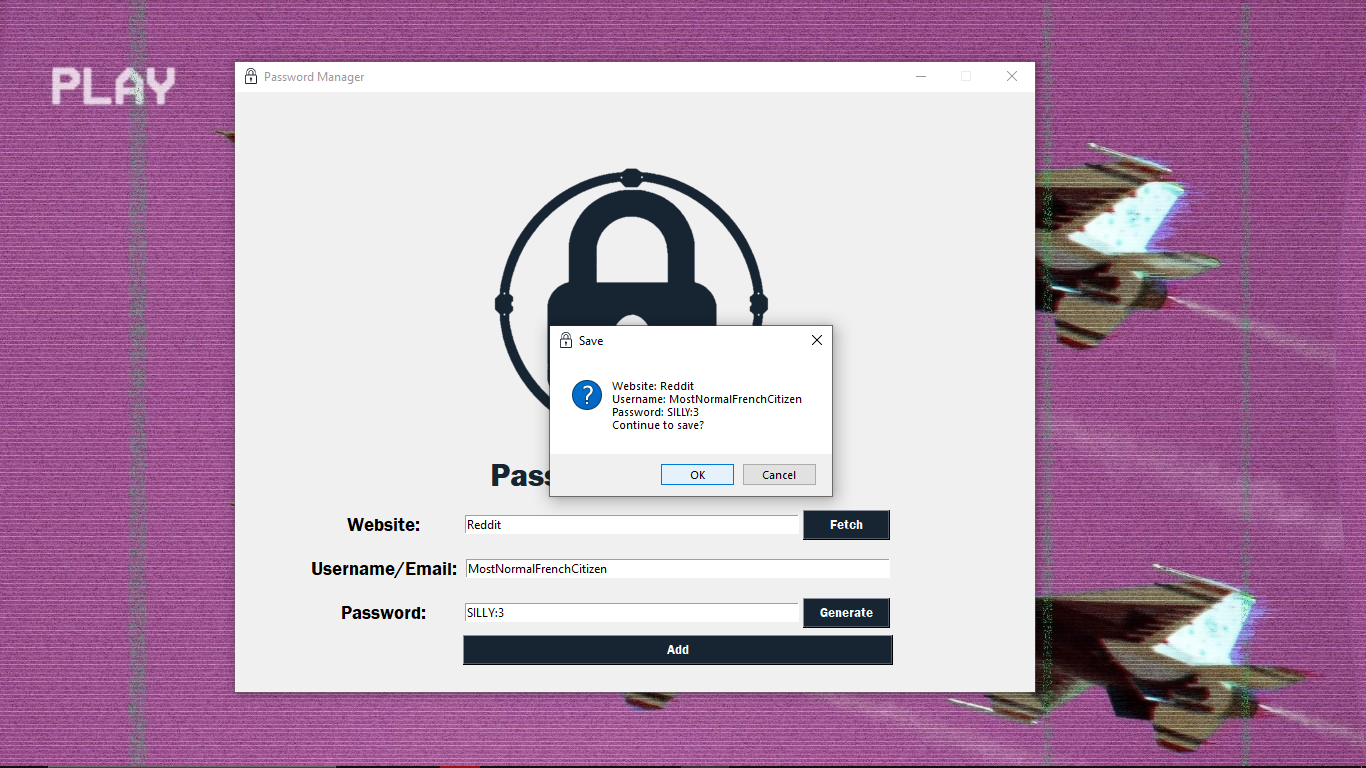 PLAY
Password Manager
Save
Website: Reddit
Username: MostNormalFrenchCitizen
Password: SILLY:3
Continue to save?
OK Cancel
Pass
Website: Reddit Fetch
Username/Email: MostNormalFrenchCitizen
Password: SILLY:3 Generate
Add